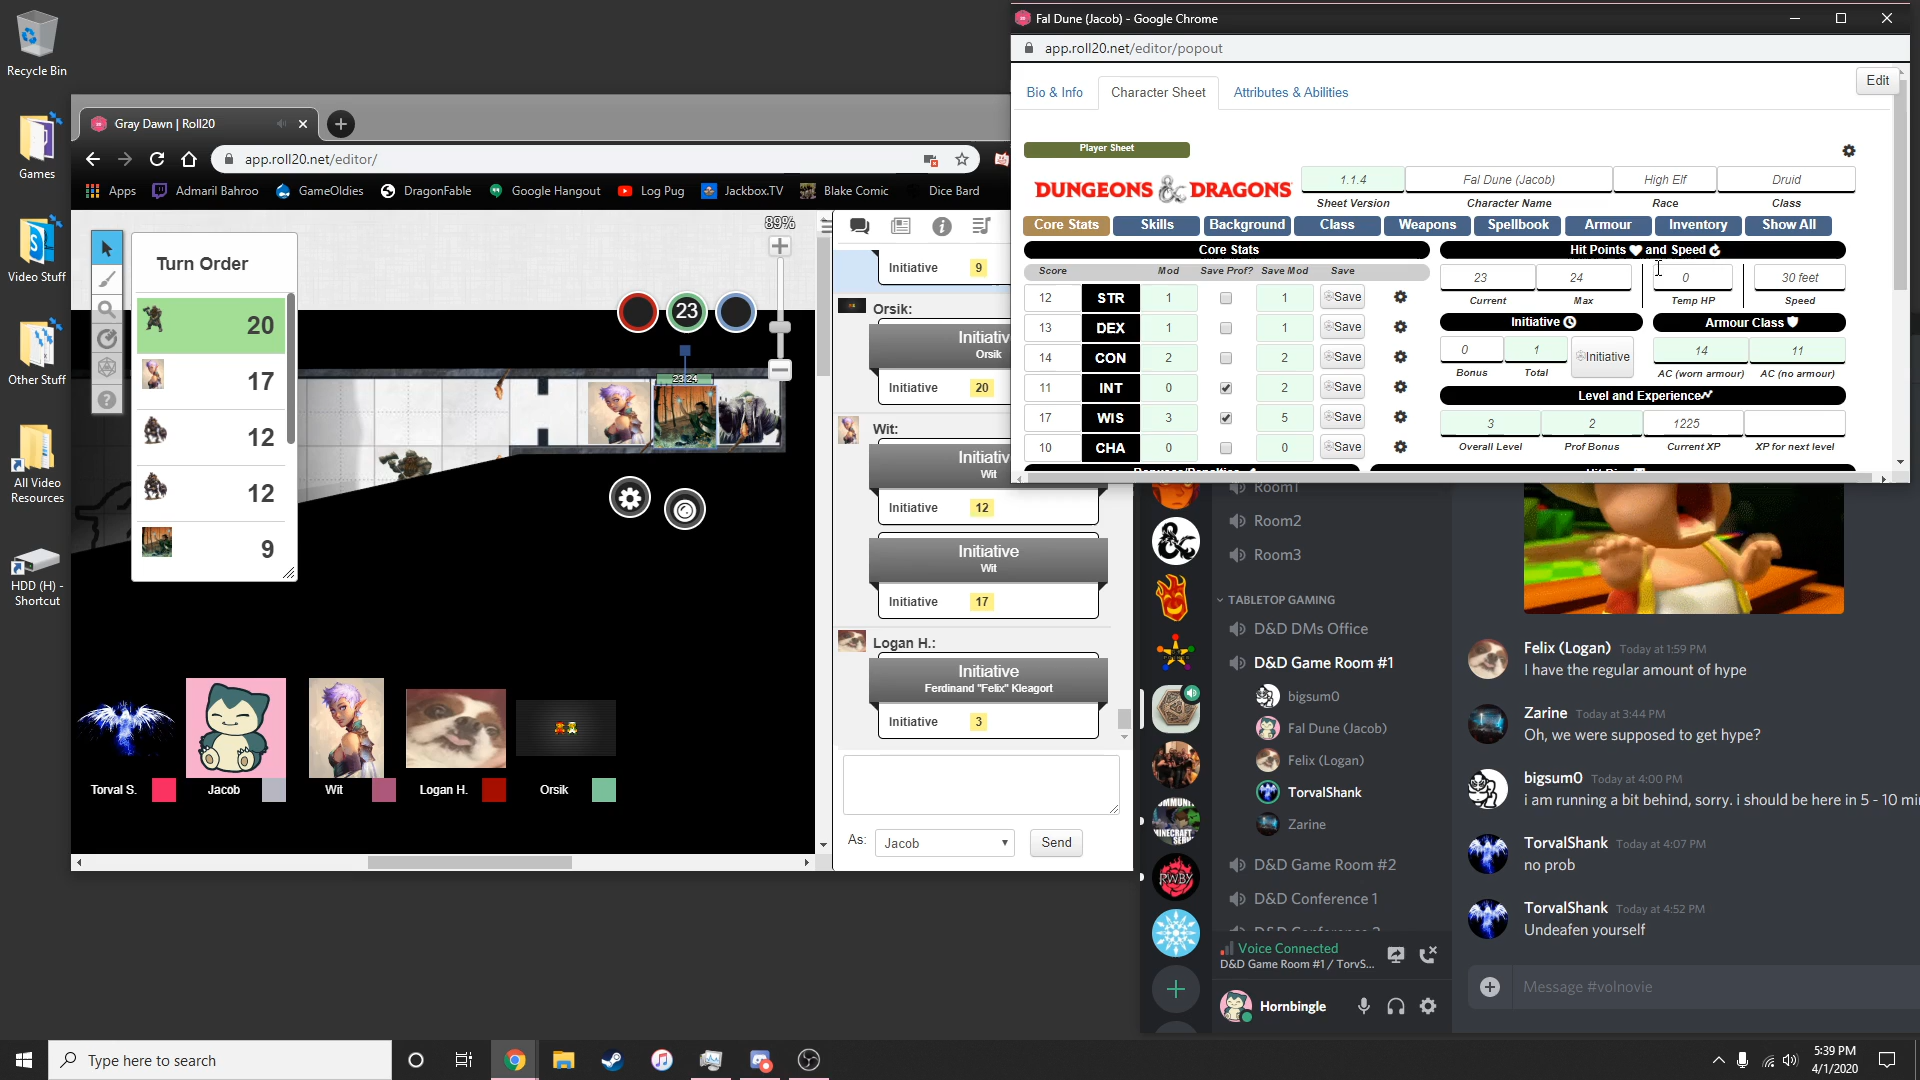 Recycle Bin
Games
Video Stuff
Other Stuff
All Video
Resources
HDD (H) -
Shortcut
Gray Dawn | Roll20
app.roll20.net/editor/
Apps
Admaril Bahroo
GameOldies
DragonFable
Google Hangout
Log Pug
Jackbox.TV
Blake Comic
Dice Bard
Turn Order
20
17
12
12
9
89%
23
23/24
Torval S.
Jacob
Wit
Logan H.
Orsik
Initiative 9
Orsik:
Initiativ
Orsik
Initiative 20
Wit:
Initiativ
Wit
Initiative 12
Initiative
Wit
Initiative 17
Logan H.:
Initiative
Ferdinand "Felix" Kleagort
Initiative 3
As:
Jacob
Send
Fal Dune (Jacob) - Google Chrome
app.roll20.net/editor/popout
Bio & Info
Character Sheet
Attributes & Abilities
Edit
Player Sheet
DUNGEONS & DRAGONS
1.1.4
Fal Dune (Jacob)
High Elf
Druid
Sheet Version
Character Name
Race
Class
Core Stats
Skills
Background
Class
Weapons
Spellbook
Armour
Inventory
Show All
Core Stats
Score Mod Save Prof? Save Mod Save
12 STR 1 1 Save
13 DEX 1 1 Save
14 CON 2 2 Save
11 INT 0 2 Save
17 WIS 3 5 Save
10 CHA 0 0 Save
Hit Points and Speed
23 24 0 30 feet
Current Max Temp HP Speed
Initiative
Armour Class
0 1 Initiative 14 11
Bonus Total AC (worn armour) AC (no armour)
Level and Experience
3 2 1225
Overall Level Prof Bonus Current XP XP for next level
Room1
Room2
Room3
TABLETOP GAMING
D&D DMs Office
D&D Game Room #1
bigsum0
Fal Dune (Jacob)
Felix (Logan)
TorvalShank
Zarine
D&D Game Room #2
D&D Conference 1
Voice Connected
D&D Game Room #1 / TorvS...
Hornbingle
RWBY
Felix (Logan) Today at 1:59 PM
I have the regular amount of hype
Zarine Today at 3:44 PM
Oh, we were supposed to get hype?
bigsum0 Today at 4:00 PM
i am running a bit behind, sorry. i should be here in 5 - 10 mi
TorvalShank Today at 4:07 PM
no prob
TorvalShank Today at 4:52 PM
Undeafen yourself
Message #volnovie
Type here to search
5:39 PM
4/1/2020